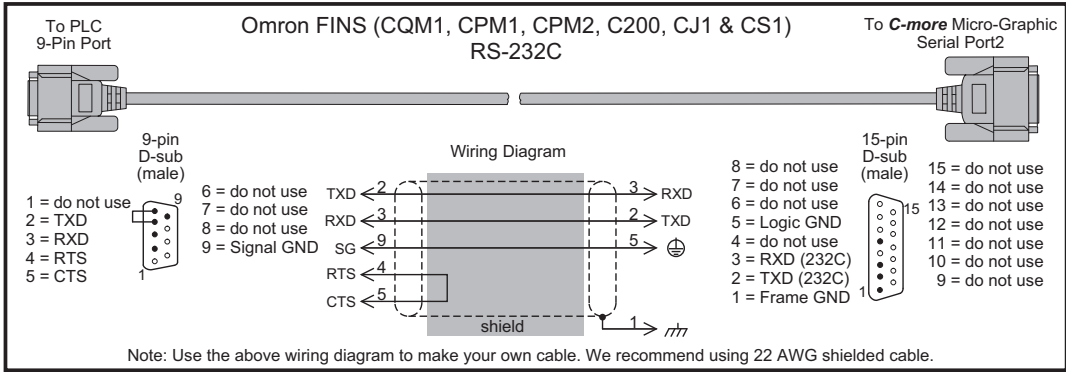 Omron FINS (CQM1, CPM1, CPM2, C200, CJ1 & CS1)
RS-232C
To PLC
9-Pin Port
To C-more Micro-Graphic
Serial Port2
9-pin
D-sub
(male)
1 = do not use
2 = TXD
3 = RXD
4 = RTS
5 = CTS
9
1
6 = do not use
7 = do not use
8 = do not use
9 = Signal GND
Wiring Diagram
TXD 2 3 RXD
RXD 3 2 TXD
SG 9 5
RTS 4
CTS 5
shield
1
8 = do not use
7 = do not use
6 = do not use
5 = Logic GND
4 = do not use
3 = RXD (232C)
2 = TXD (232C)
1 = Frame GND
15-pin
D-sub
(male)
15
1
15 = do not use
14 = do not use
13 = do not use
12 = do not use
11 = do not use
10 = do not use
9 = do not use
Note: Use the above wiring diagram to make your own cable. We recommend using 22 AWG shielded cable.